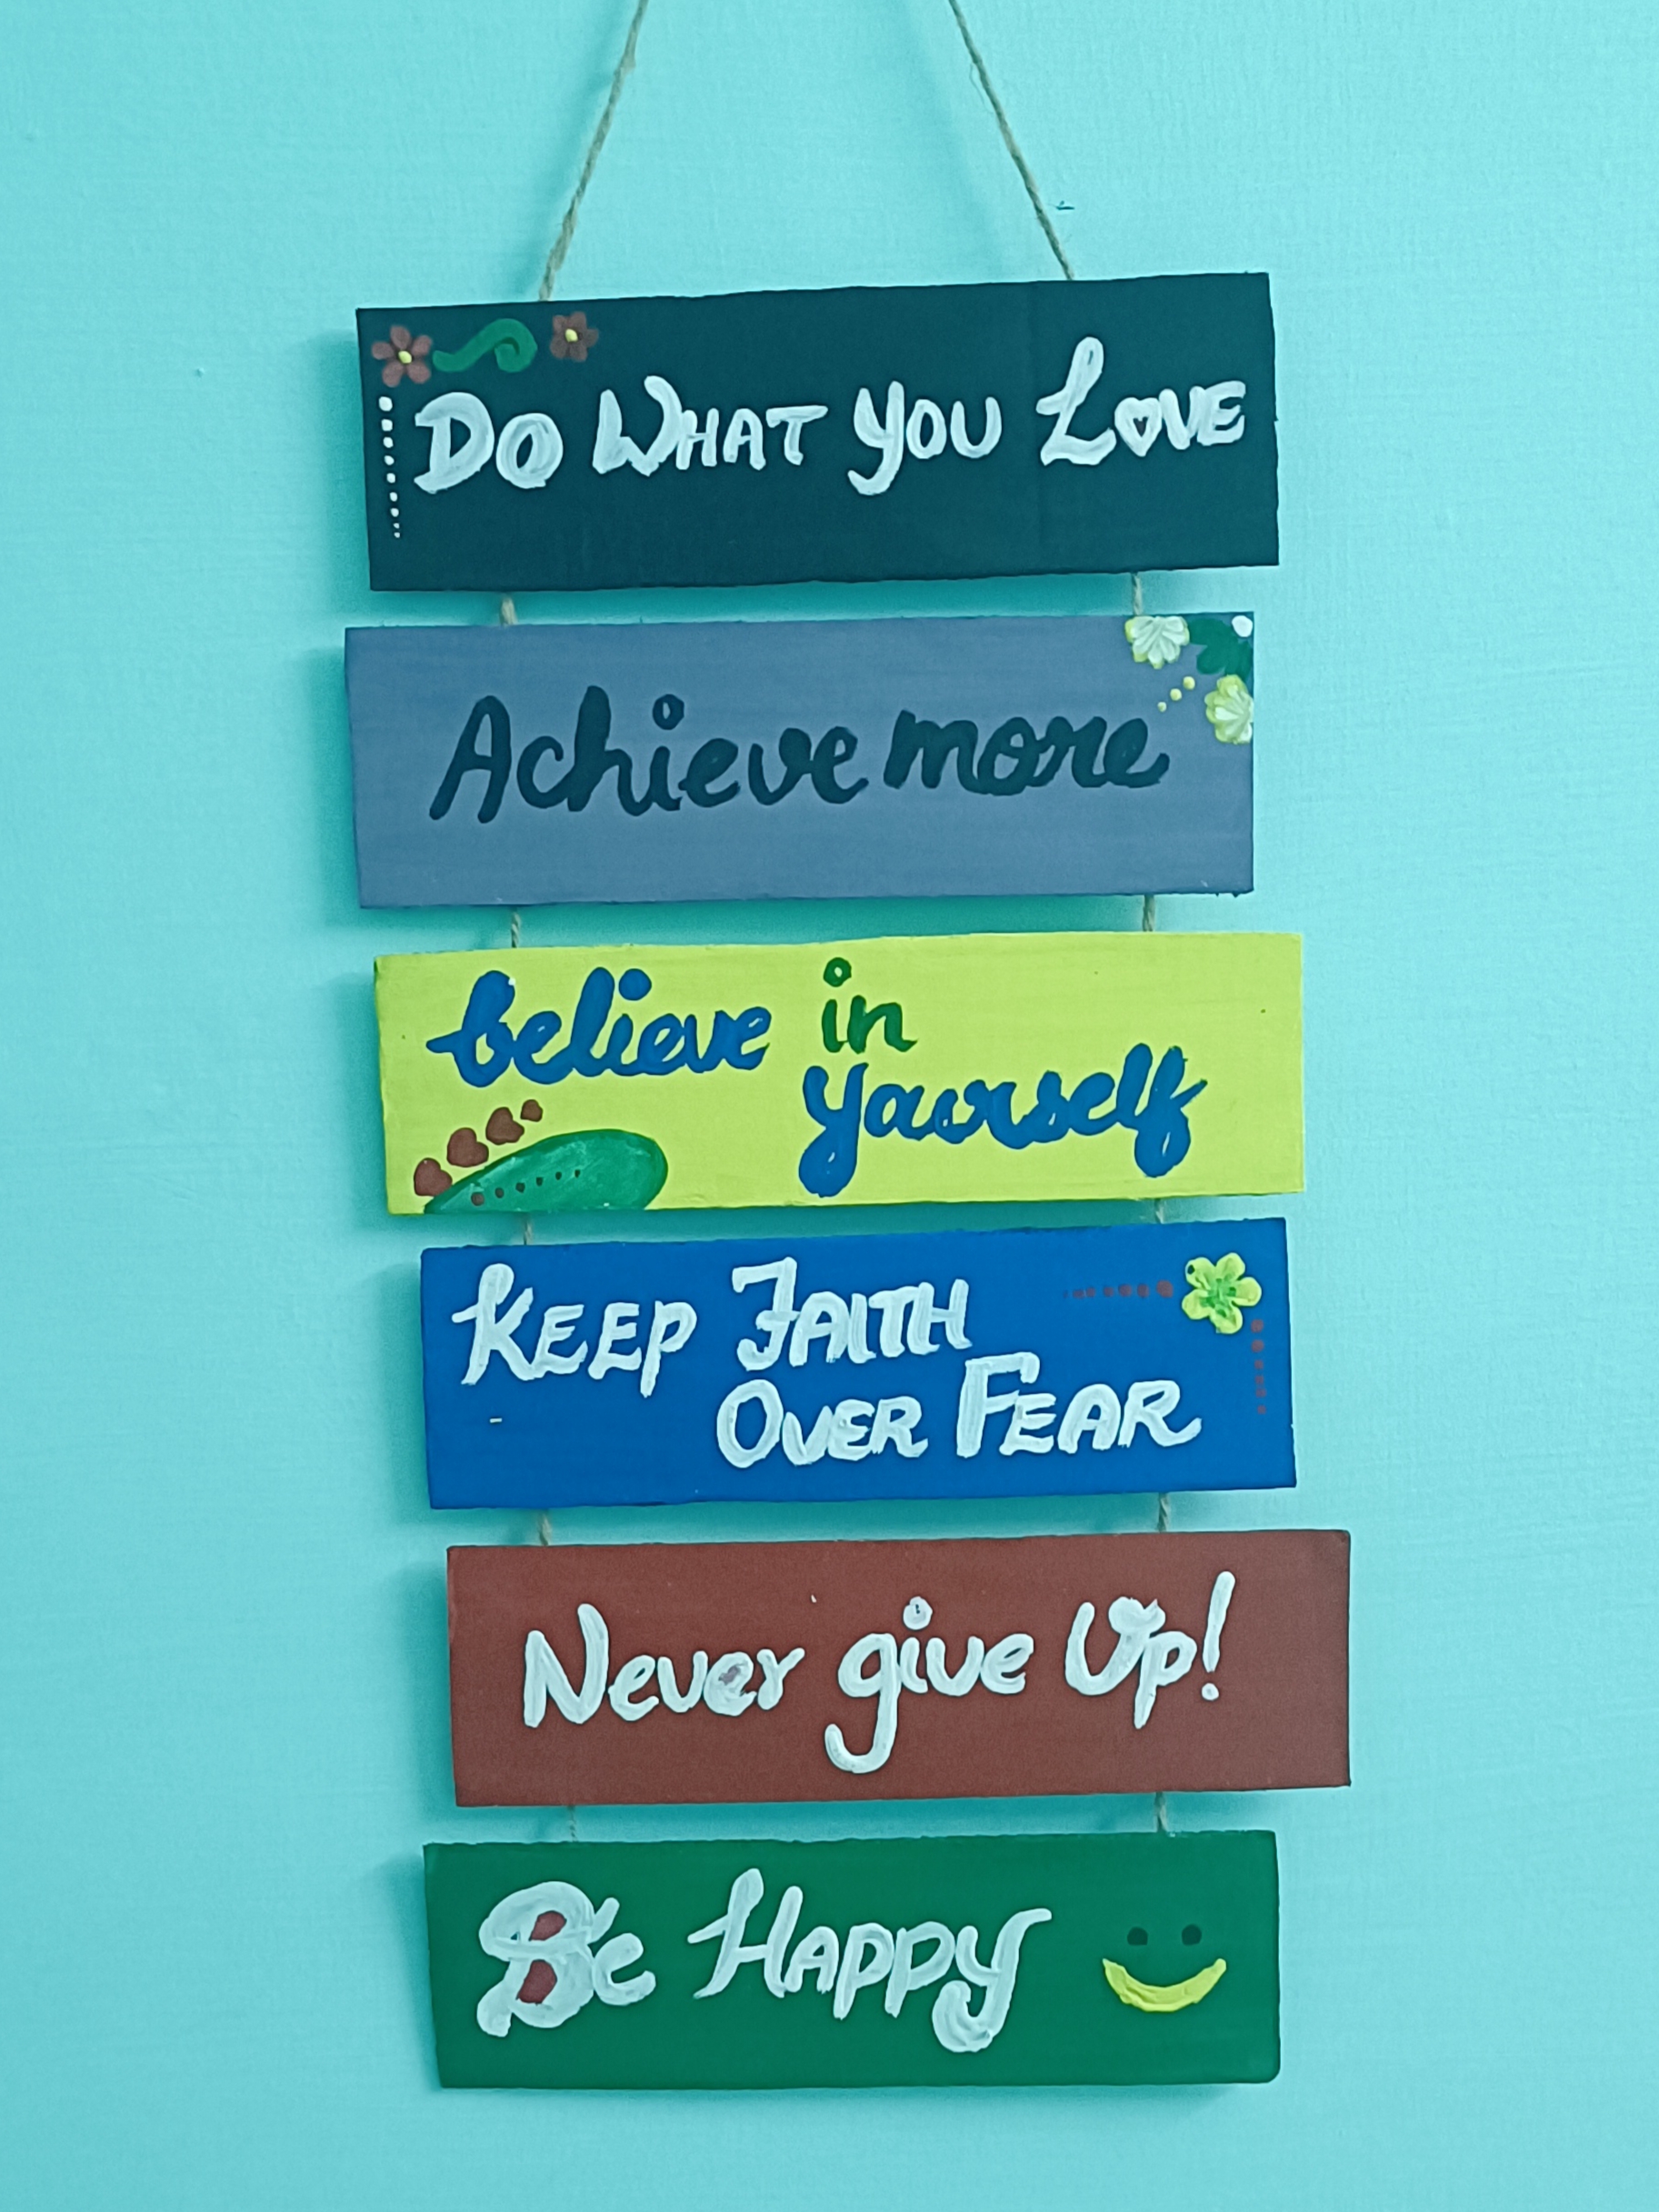 Do What you Love
Achieve more
believe in
yourself
Keep Faith
Over Fear
Never give Up!
Be Happy